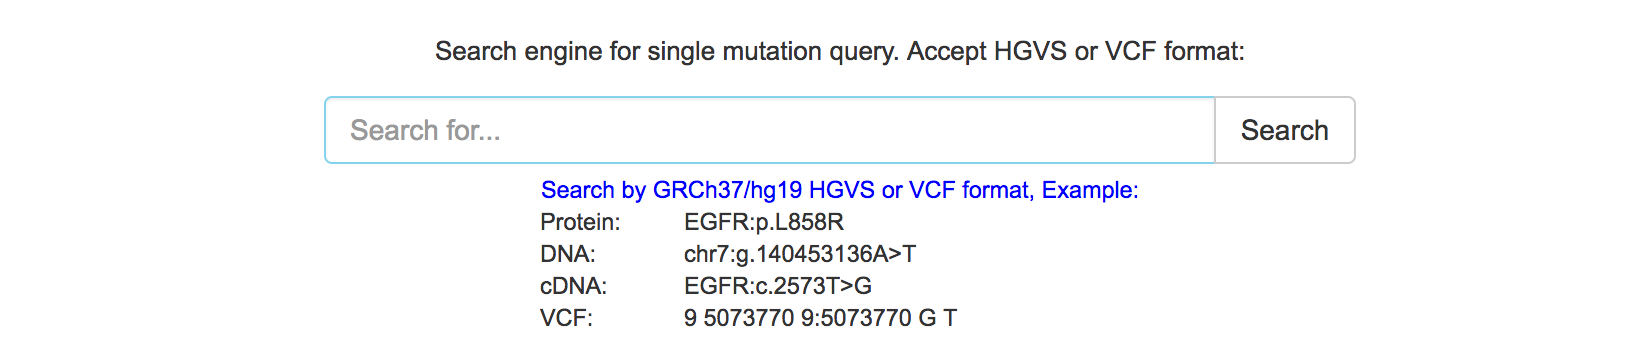 Search engine for single mutation query. Accept HGVS or VCF format:
Search for...
Search
Search by GRCh37/hg19 HGVS or VCF format, Example:
Protein: EGFR:p.L858R
DNA: chr7:g.140453136A>T
cDNA: EGFR:c.2573T>G
VCF: 9 5073770 9:5073770 G T